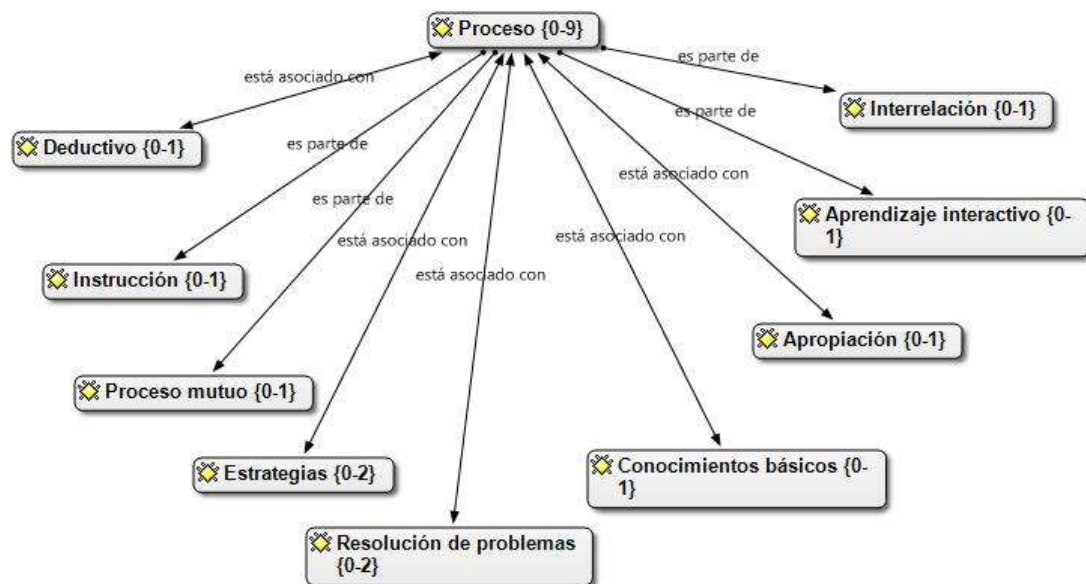 Proceso {0-9}
está asociado con
es parte de
Interrelación {0-1}
Deductivo {0-1}
es parte de
es parte de
está asociado con
es parte de
Aprendizaje interactivo {0-
1}
está asociado con
está asociado con
está asociado con
Instrucción {0-1}
Apropiación {0-1}
Proceso mutuo {0-1}
Estrategias {0-2}
Conocimientos básicos {0-
1}
Resolución de problemas
{0-2}